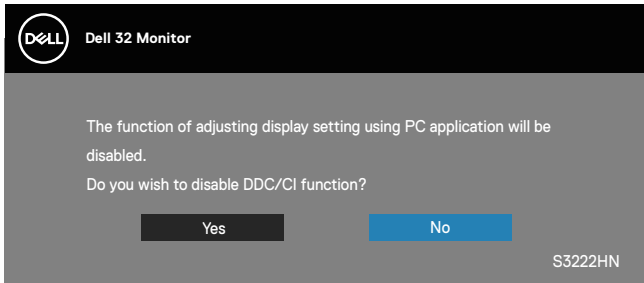 DELL
Dell 32 Monitor
The function of adjusting display setting using PC application will be
disabled.
Do you wish to disable DDC/CI function?
Yes
No
S3222HN